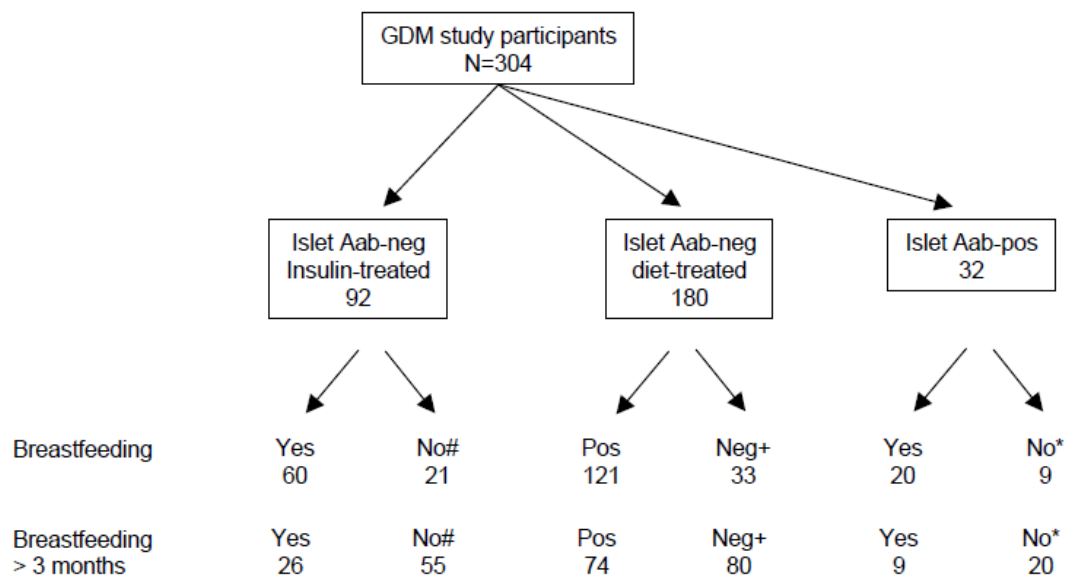 GDM study participants
N=304
Islet Aab-neg
Insulin-treated
92
Islet Aab-neg
diet-treated
180
Islet Aab-pos
32
Breastfeeding
Yes No# Pos Neg+ Yes No*
60 21 121 33 20 9
Breastfeeding Yes No# Pos Neg+ Yes No*
> 3 months 26 55 74 80 9 20